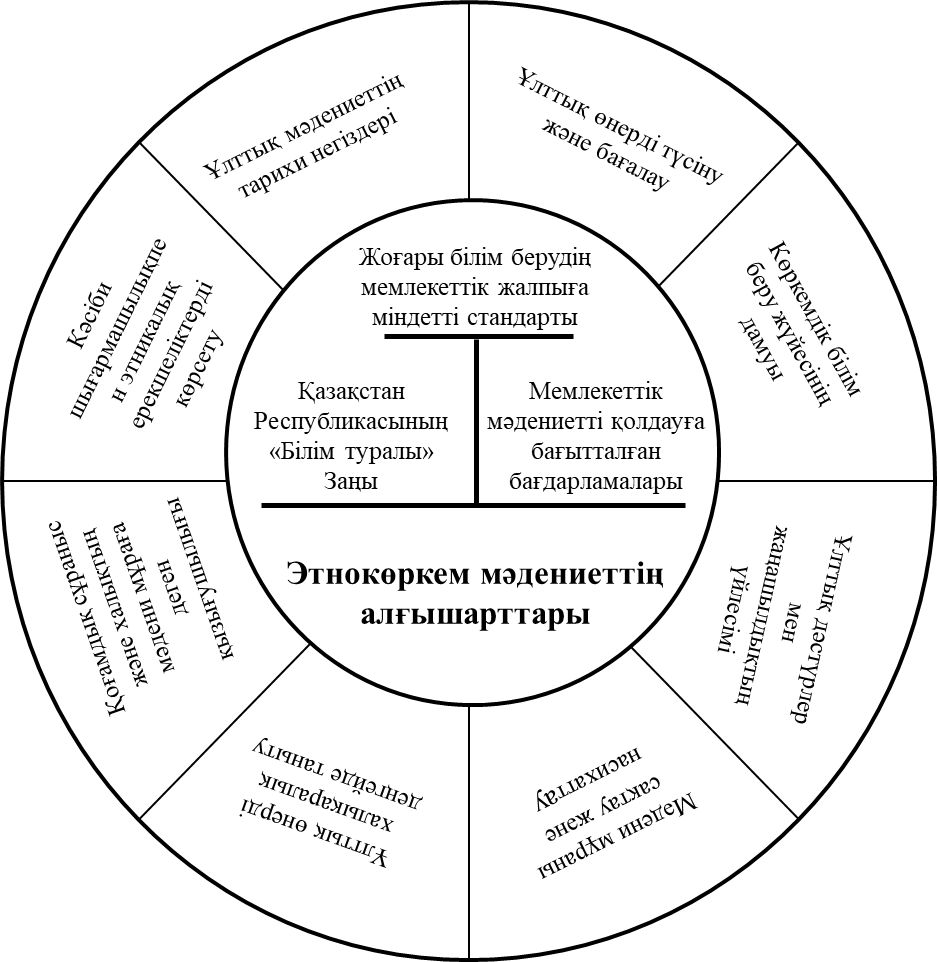 Ұлттық мәдениеттің
тарихи негіздері
Ұлттық өнерді түсіну
және бағалау
Көркемдік білім
беру жүйесінің
дамуы
Ұлттық дәстүрлер
мен
жаңашылдықтың
үйлесімі
Мәдени мұраны
сақтау және
насихаттау
Ұлттық өнерді
халықаралық
деңгейде таныту
Қоғамдық сұраныс
және халықтың
мәдени мұраға
деген
қызығушылығы
Кәсіби
шығармашылықпе
н этникалық
ерекшеліктерді
көрсету
Жоғары білім берудің
мемлекеттік жалпыға
міндетті стандарты
Қазақстан
Республикасының
«Білім туралы»
Заңы
Мемлекеттік
мәдениетті қолдауға
бағытталған
бағдарламалары
Этнокөркем мәдениеттің
алғышарттары